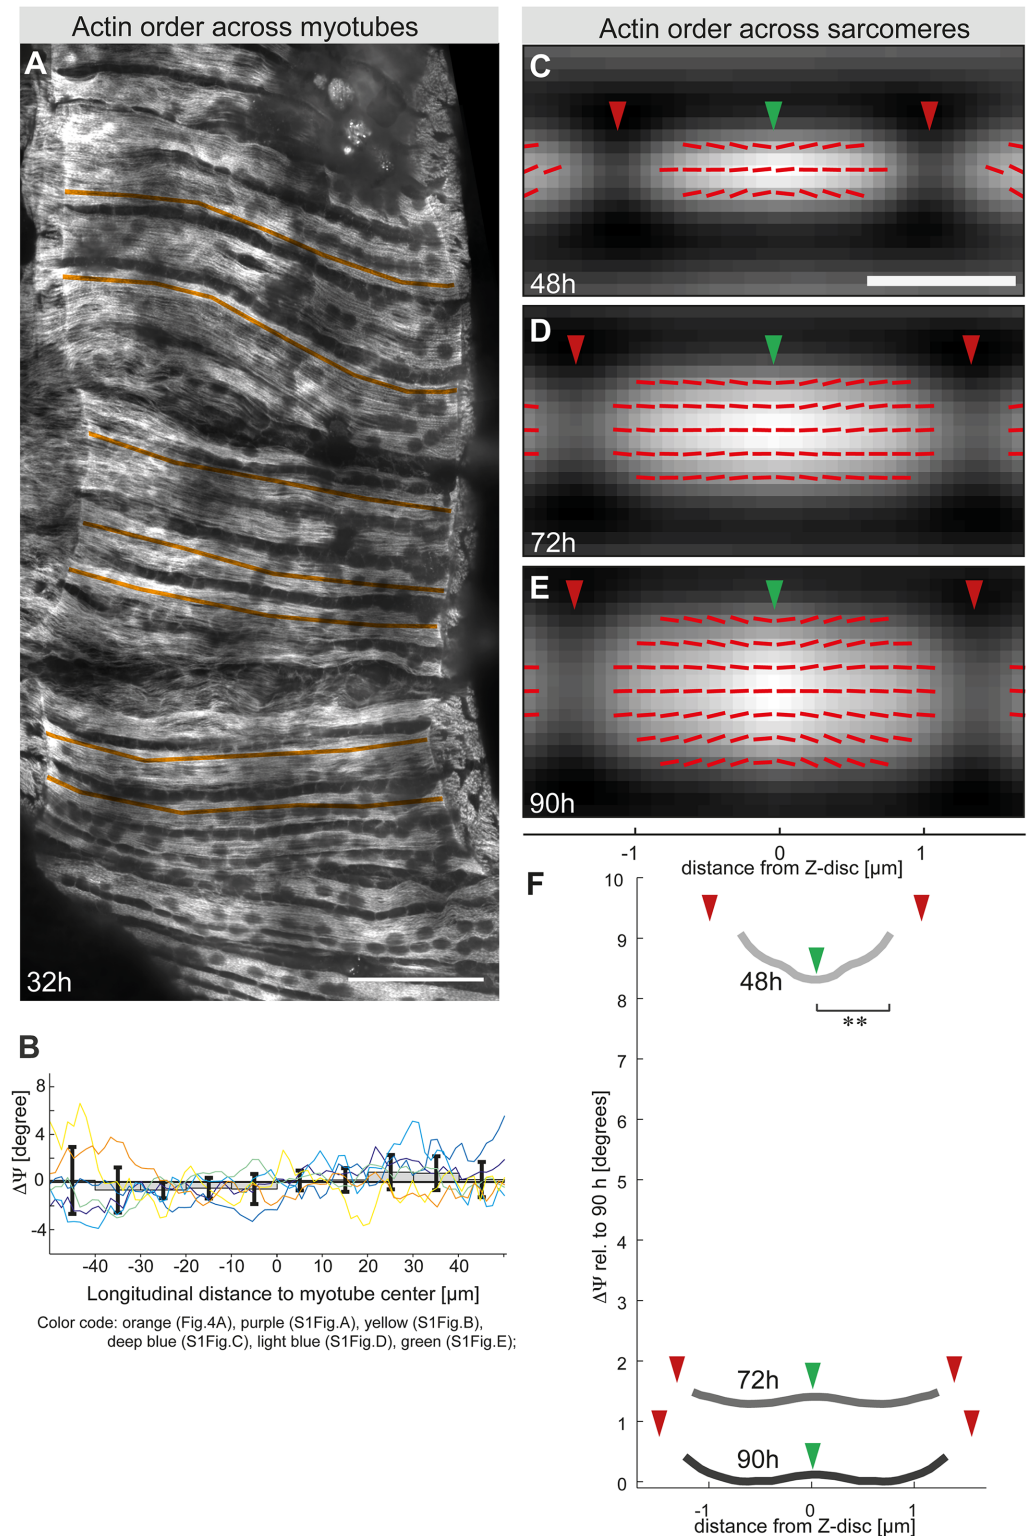 Actin order across myotubes
A
32h
B
ΔΨ [degree]
8
4
0
-4
-40 -30 -20 -10 0 10 20 30 40
Longitudinal distance to myotube center [µm]
Color code: orange (Fig.4A), purple (S1Fig.A), yellow (S1Fig.B),
deep blue (S1Fig.C), light blue (S1Fig.D), green (S1Fig.E);
Actin order across sarcomeres
C
48h
D
72h
E
90h
-1 0 1
distance from Z-disc [µm]
F
ΔΨ rel. to 90 h [degrees]
10
9
8
7
6
5
4
3
2
1
0
48h
**
72h
90h
-1 0 1
distance from Z-disc [µm]